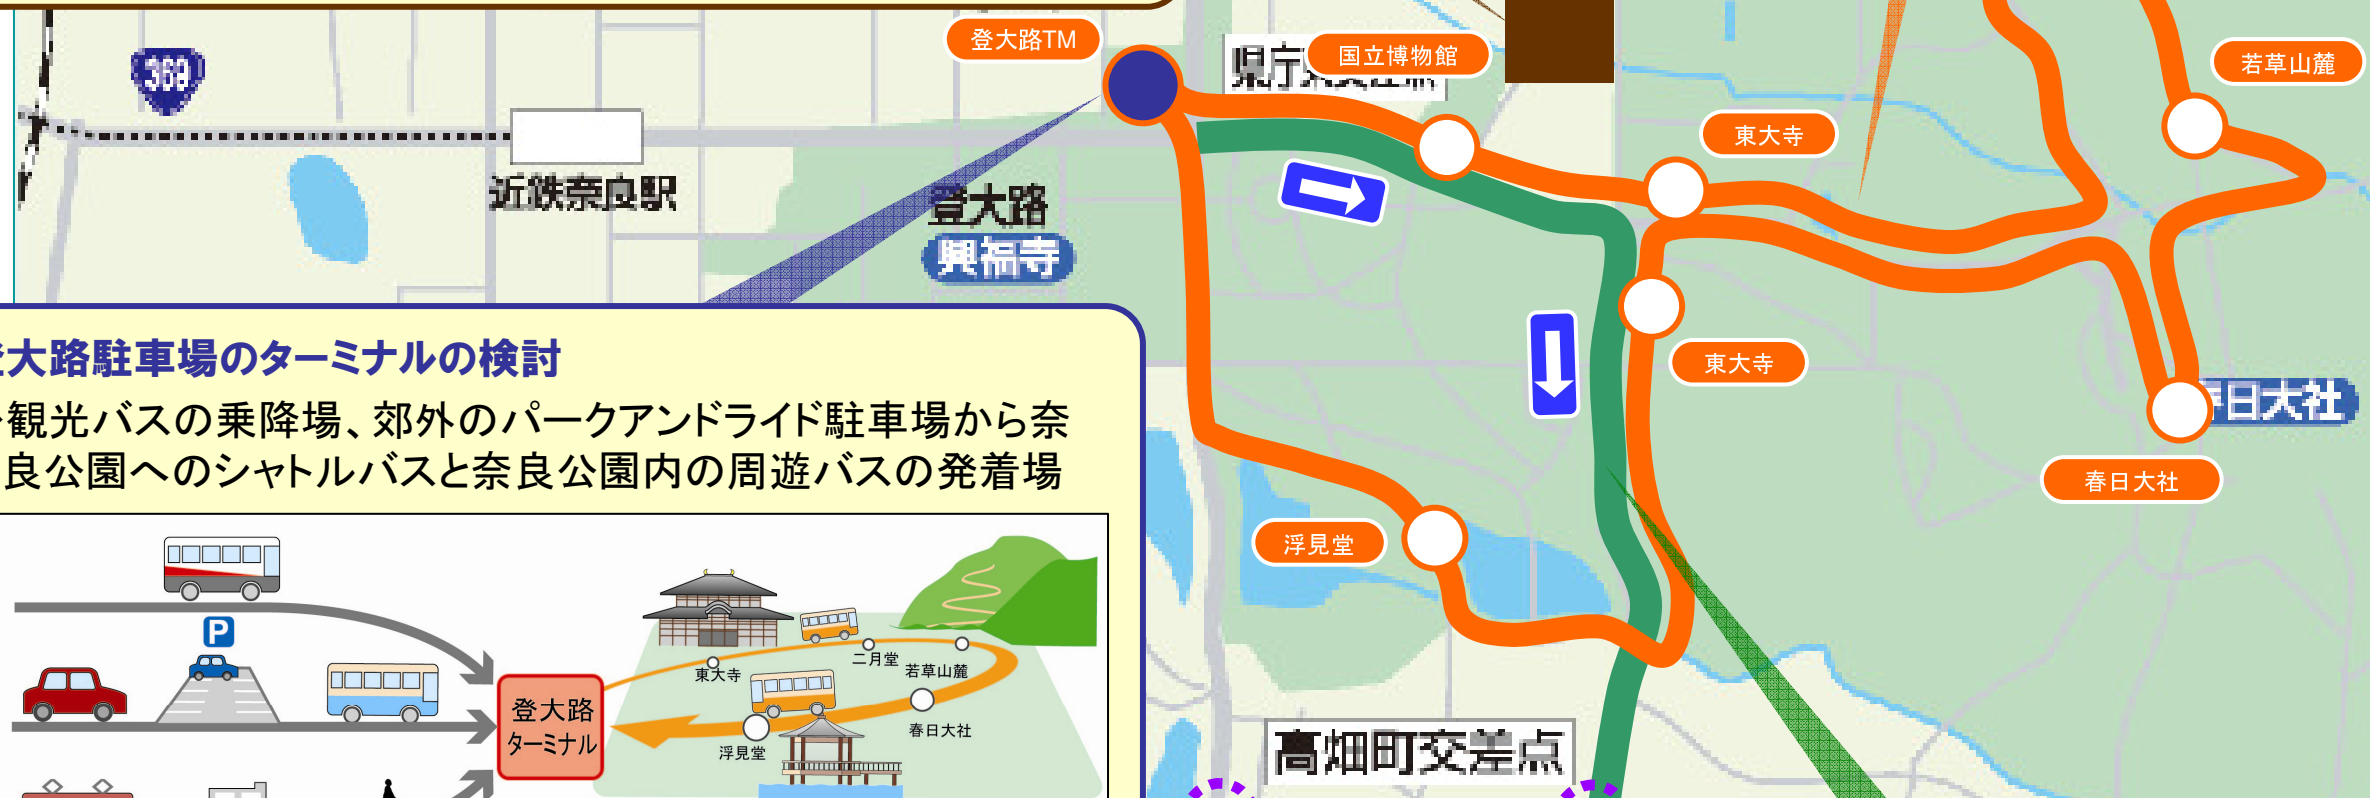 登大路TM
国立博物館
若草山麓
369
東大寺
近鉄奈良駅
登大路
興福寺
東大寺
大路駐車場のターミナルの検討
観光バスの乗降場、郊外のパークアンドライド駐車場から奈
良公園へのシャトルバスと奈良公園内の周遊バスの発着場
日大社
春日大社
浮見堂
P
二月堂
東大寺
若草山麓
登大路
ターミナル
春日大社
浮見堂
高畑町交差点